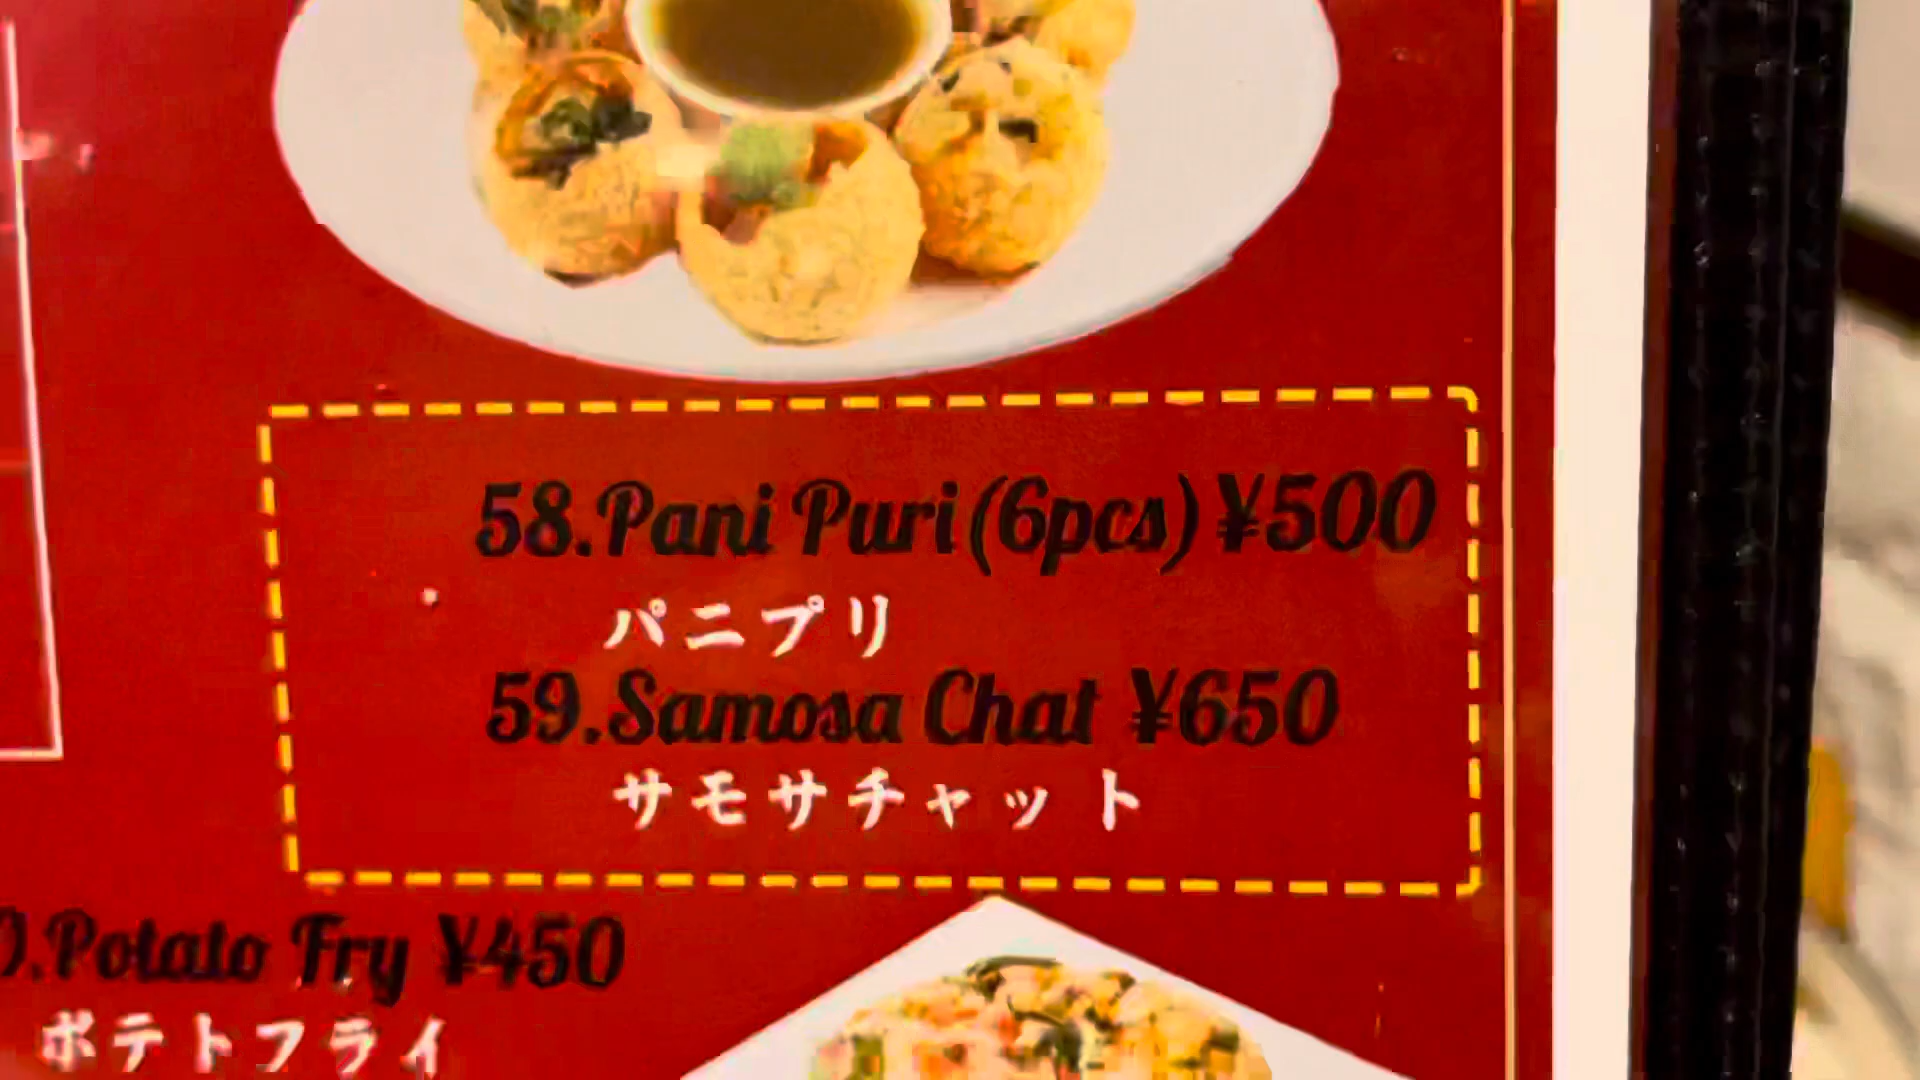 58.Pani Puri(6pcs) ¥500
パニプリ
59.Samosa Chat ¥650
サモサチャット
.Potato Fry ¥450
ポテトフライ